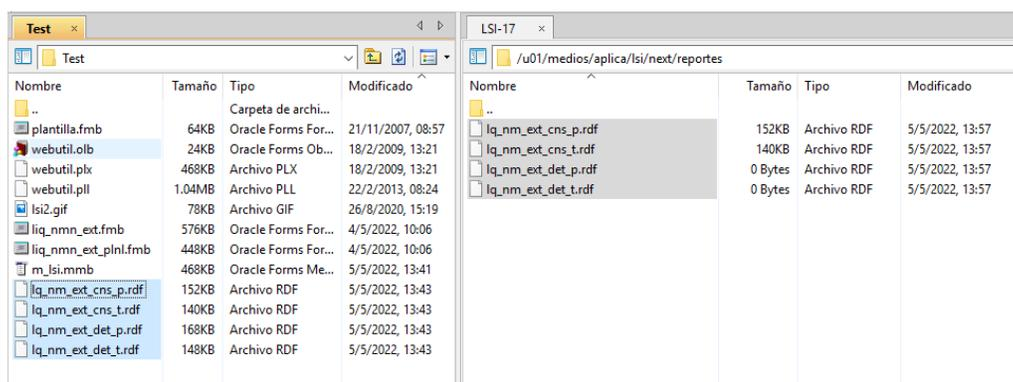 Test ×
Test
Nombre Tamaño Tipo Modificado
.. Carpeta de archi...
plantilla.fmb 64KB Oracle Forms For... 21/11/2007, 08:57
webutil.olb 24KB Oracle Forms Ob... 18/2/2009, 13:21
webutil.plx 468KB Archivo PLX 18/2/2009, 13:21
webutil.pll 1.04MB Archivo PLL 22/2/2013, 08:24
lsi2.gif 78KB Archivo GIF 26/8/2020, 15:19
liq_nmn_ext.fmb 576KB Oracle Forms For... 4/5/2022, 10:06
liq_nmn_ext_plnl.fmb 448KB Oracle Forms For... 4/5/2022, 10:06
m_lsi.mmb 468KB Oracle Forms Me... 5/5/2022, 13:41
lq_nm_ext_cns_p.rdf 152KB Archivo RDF 5/5/2022, 13:43
lq_nm_ext_cns_t.rdf 140KB Archivo RDF 5/5/2022, 13:43
lq_nm_ext_det_p.rdf 168KB Archivo RDF 5/5/2022, 13:43
lq_nm_ext_det_t.rdf 148KB Archivo RDF 5/5/2022, 13:43
LSI-17 ×
/u01/medios/aplica/lsi/next/reportes
Nombre Tamaño Tipo Modificado
..
lq_nm_ext_cns_p.rdf 152KB Archivo RDF 5/5/2022, 13:57
lq_nm_ext_cns_t.rdf 140KB Archivo RDF 5/5/2022, 13:57
lq_nm_ext_det_p.rdf 0 Bytes Archivo RDF 5/5/2022, 13:57
lq_nm_ext_det_t.rdf 0 Bytes Archivo RDF 5/5/2022, 13:57